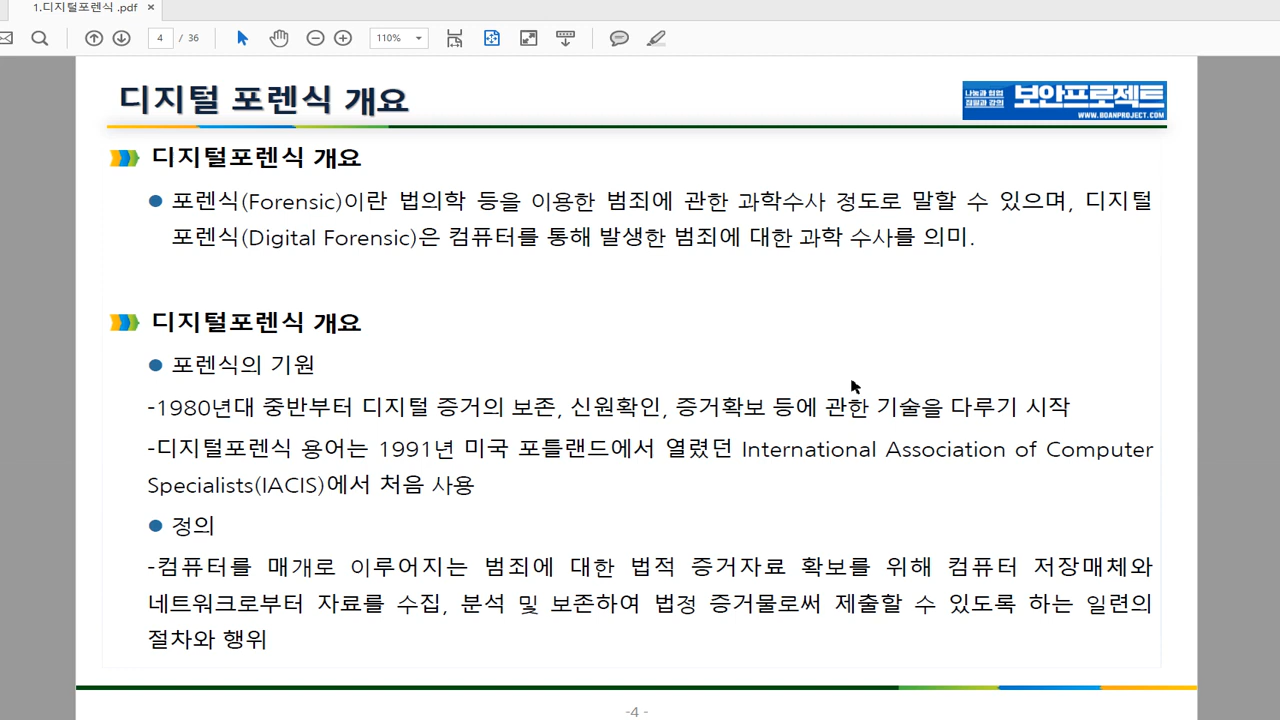 1.디지털포렌식 .pdf ×
4 / 36 110%
디지털 포렌식 개요
나눔과 협업
집필과 강의
보안프로젝트
WWW.BOANPROJECT.COM
디지털포렌식 개요
포렌식(Forensic)이란 법의학 등을 이용한 범죄에 관한 과학수사 정도로 말할 수 있으며, 디지털
포렌식(Digital Forensic)은 컴퓨터를 통해 발생한 범죄에 대한 과학 수사를 의미.
디지털포렌식 개요
포렌식의 기원
-1980년대 중반부터 디지털 증거의 보존, 신원확인, 증거확보 등에 관한 기술을 다루기 시작
-디지털포렌식 용어는 1991년 미국 포틀랜드에서 열렸던 International Association of Computer
Specialists(IACIS)에서 처음 사용
정의
-컴퓨터를 매개로 이루어지는 범죄에 대한 법적 증거자료 확보를 위해 컴퓨터 저장매체와
네트워크로부터 자료를 수집, 분석 및 보존하여 법정 증거물로써 제출할 수 있도록 하는 일련의
절차와 행위
-4 -